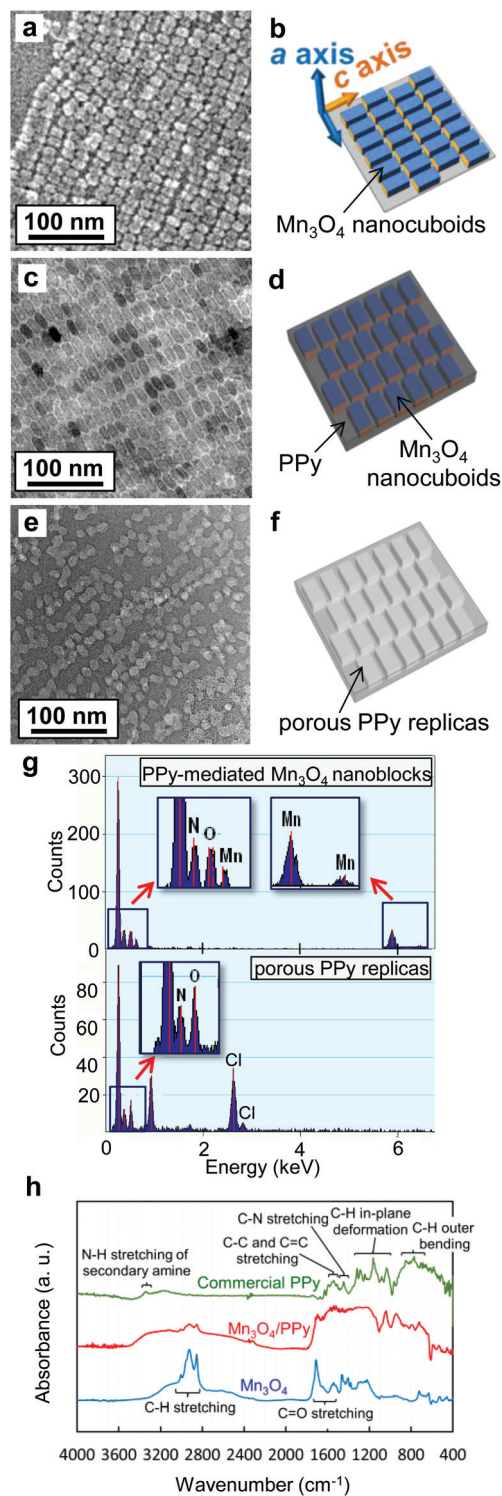 a
100 nm
b
a axis
c axis
Mn₃O₄ nanocuboids
c
100 nm
d
PPy
Mn₃O₄
nanocuboids
e
100 nm
f
porous PPy replicas
g
PPy-mediated Mn₃O₄ nanoblocks
300
200
100
0
Counts
N
O
Mn
Mn
Mn
porous PPy replicas
80
60
40
20
Counts
N
O
Cl
Cl
2
4
6
Energy (keV)
h
C-H in-plane
deformation
C-N stretching
C-H outer
bending
C-C and C=C
stretching
N-H stretching of
secondary amine
Commercial PPy
Mn₃O₄/PPy
Mn₃O₄
C-H stretching
C=O stretching
Absorbance (a. u.)
4000 3600 3200 2800 2400 2000 1600 1200 800 400
Wavenumber (cm⁻¹)